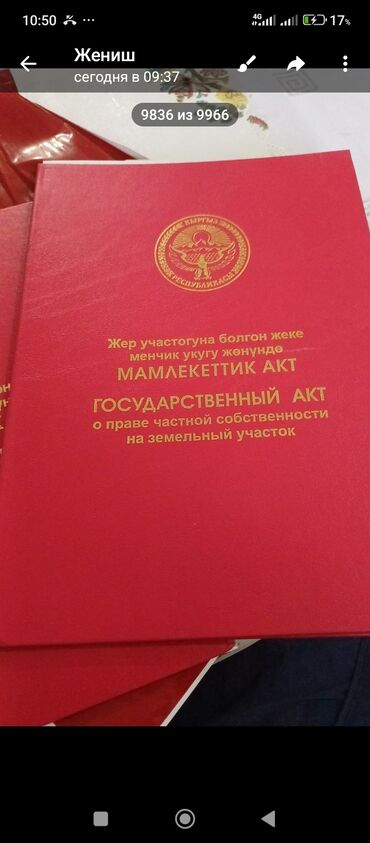 10:50
4G
17%
Жениш
сегодня в 09:37
9836 из 9966
КЫРГЫЗ
РЕСПУБЛИКАСЫ
Жер участогуна болгон жеке
менчик укугу жөнүндө
МАМЛЕКЕТТИК АКТ
ГОСУДАРСТВЕННЫЙ АКТ
о праве частной собственности
на земельный участок